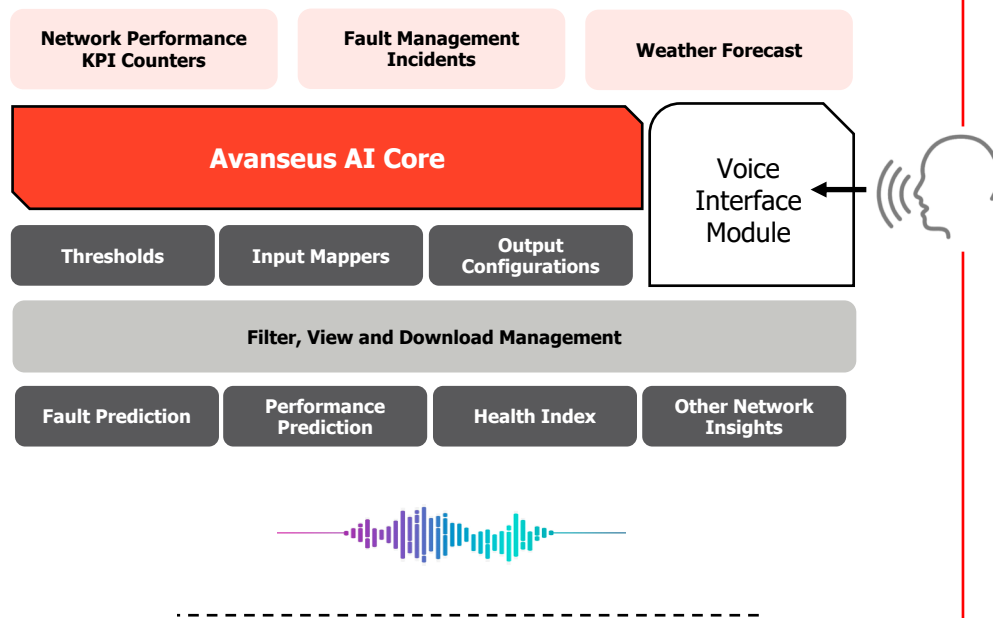 Network Performance
KPI Counters
Fault Management
Incidents
Weather Forecast
Avanseus AI Core
Voice
Interface
Module
Thresholds
Input Mappers
Output
Configurations
Filter, View and Download Management
Fault Prediction
Performance
Prediction
Health Index
Other Network
Insights